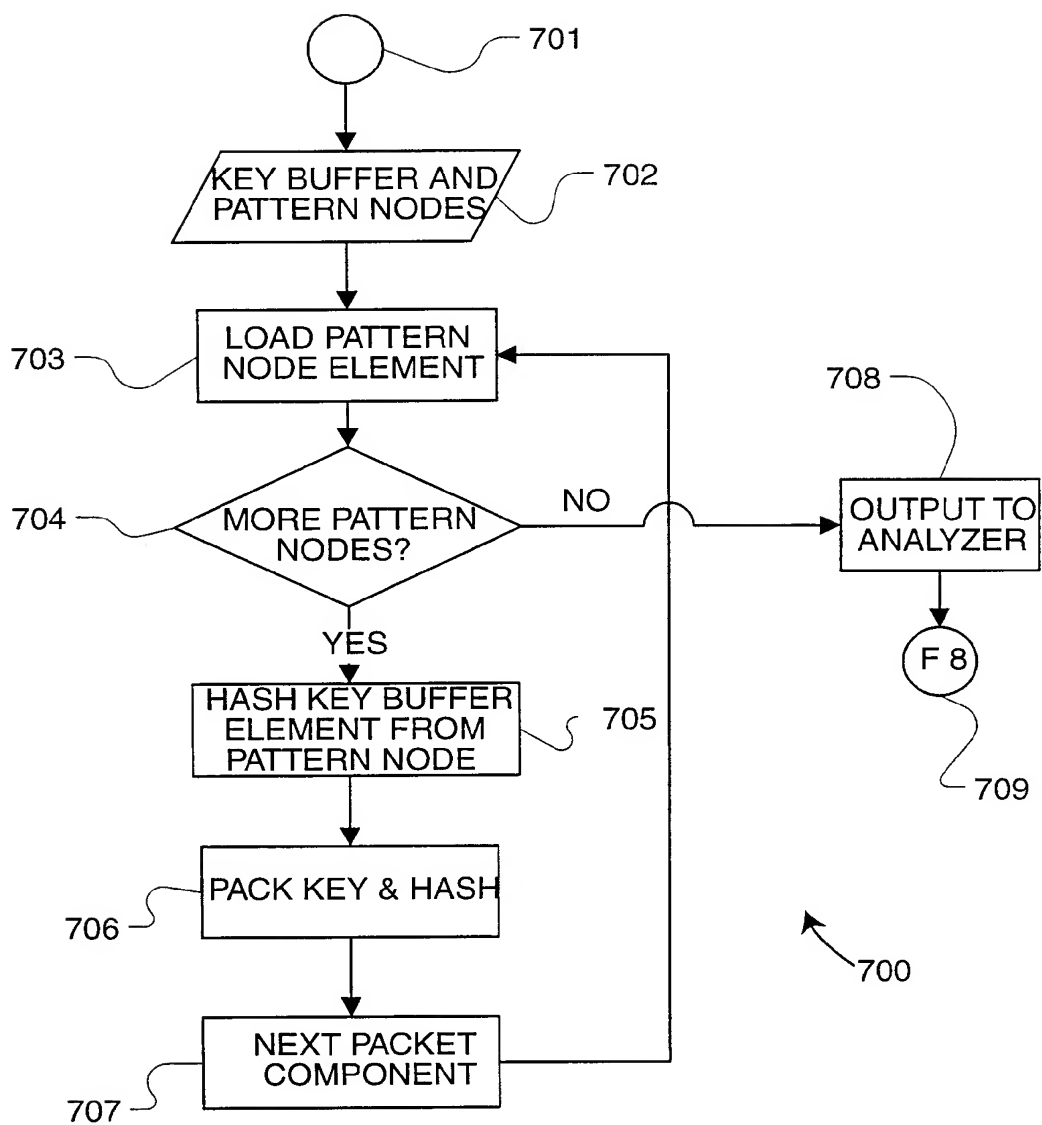 701
KEY BUFFER AND
PATTERN NODES
702
LOAD PATTERN
NODE ELEMENT
703
708
MORE PATTERN
NODES?
704
NO
OUTPUT TO
ANALYZER
YES
F 8
HASH KEY BUFFER
ELEMENT FROM
PATTERN NODE
705
709
PACK KEY & HASH
706
700
NEXT PACKET
COMPONENT
707